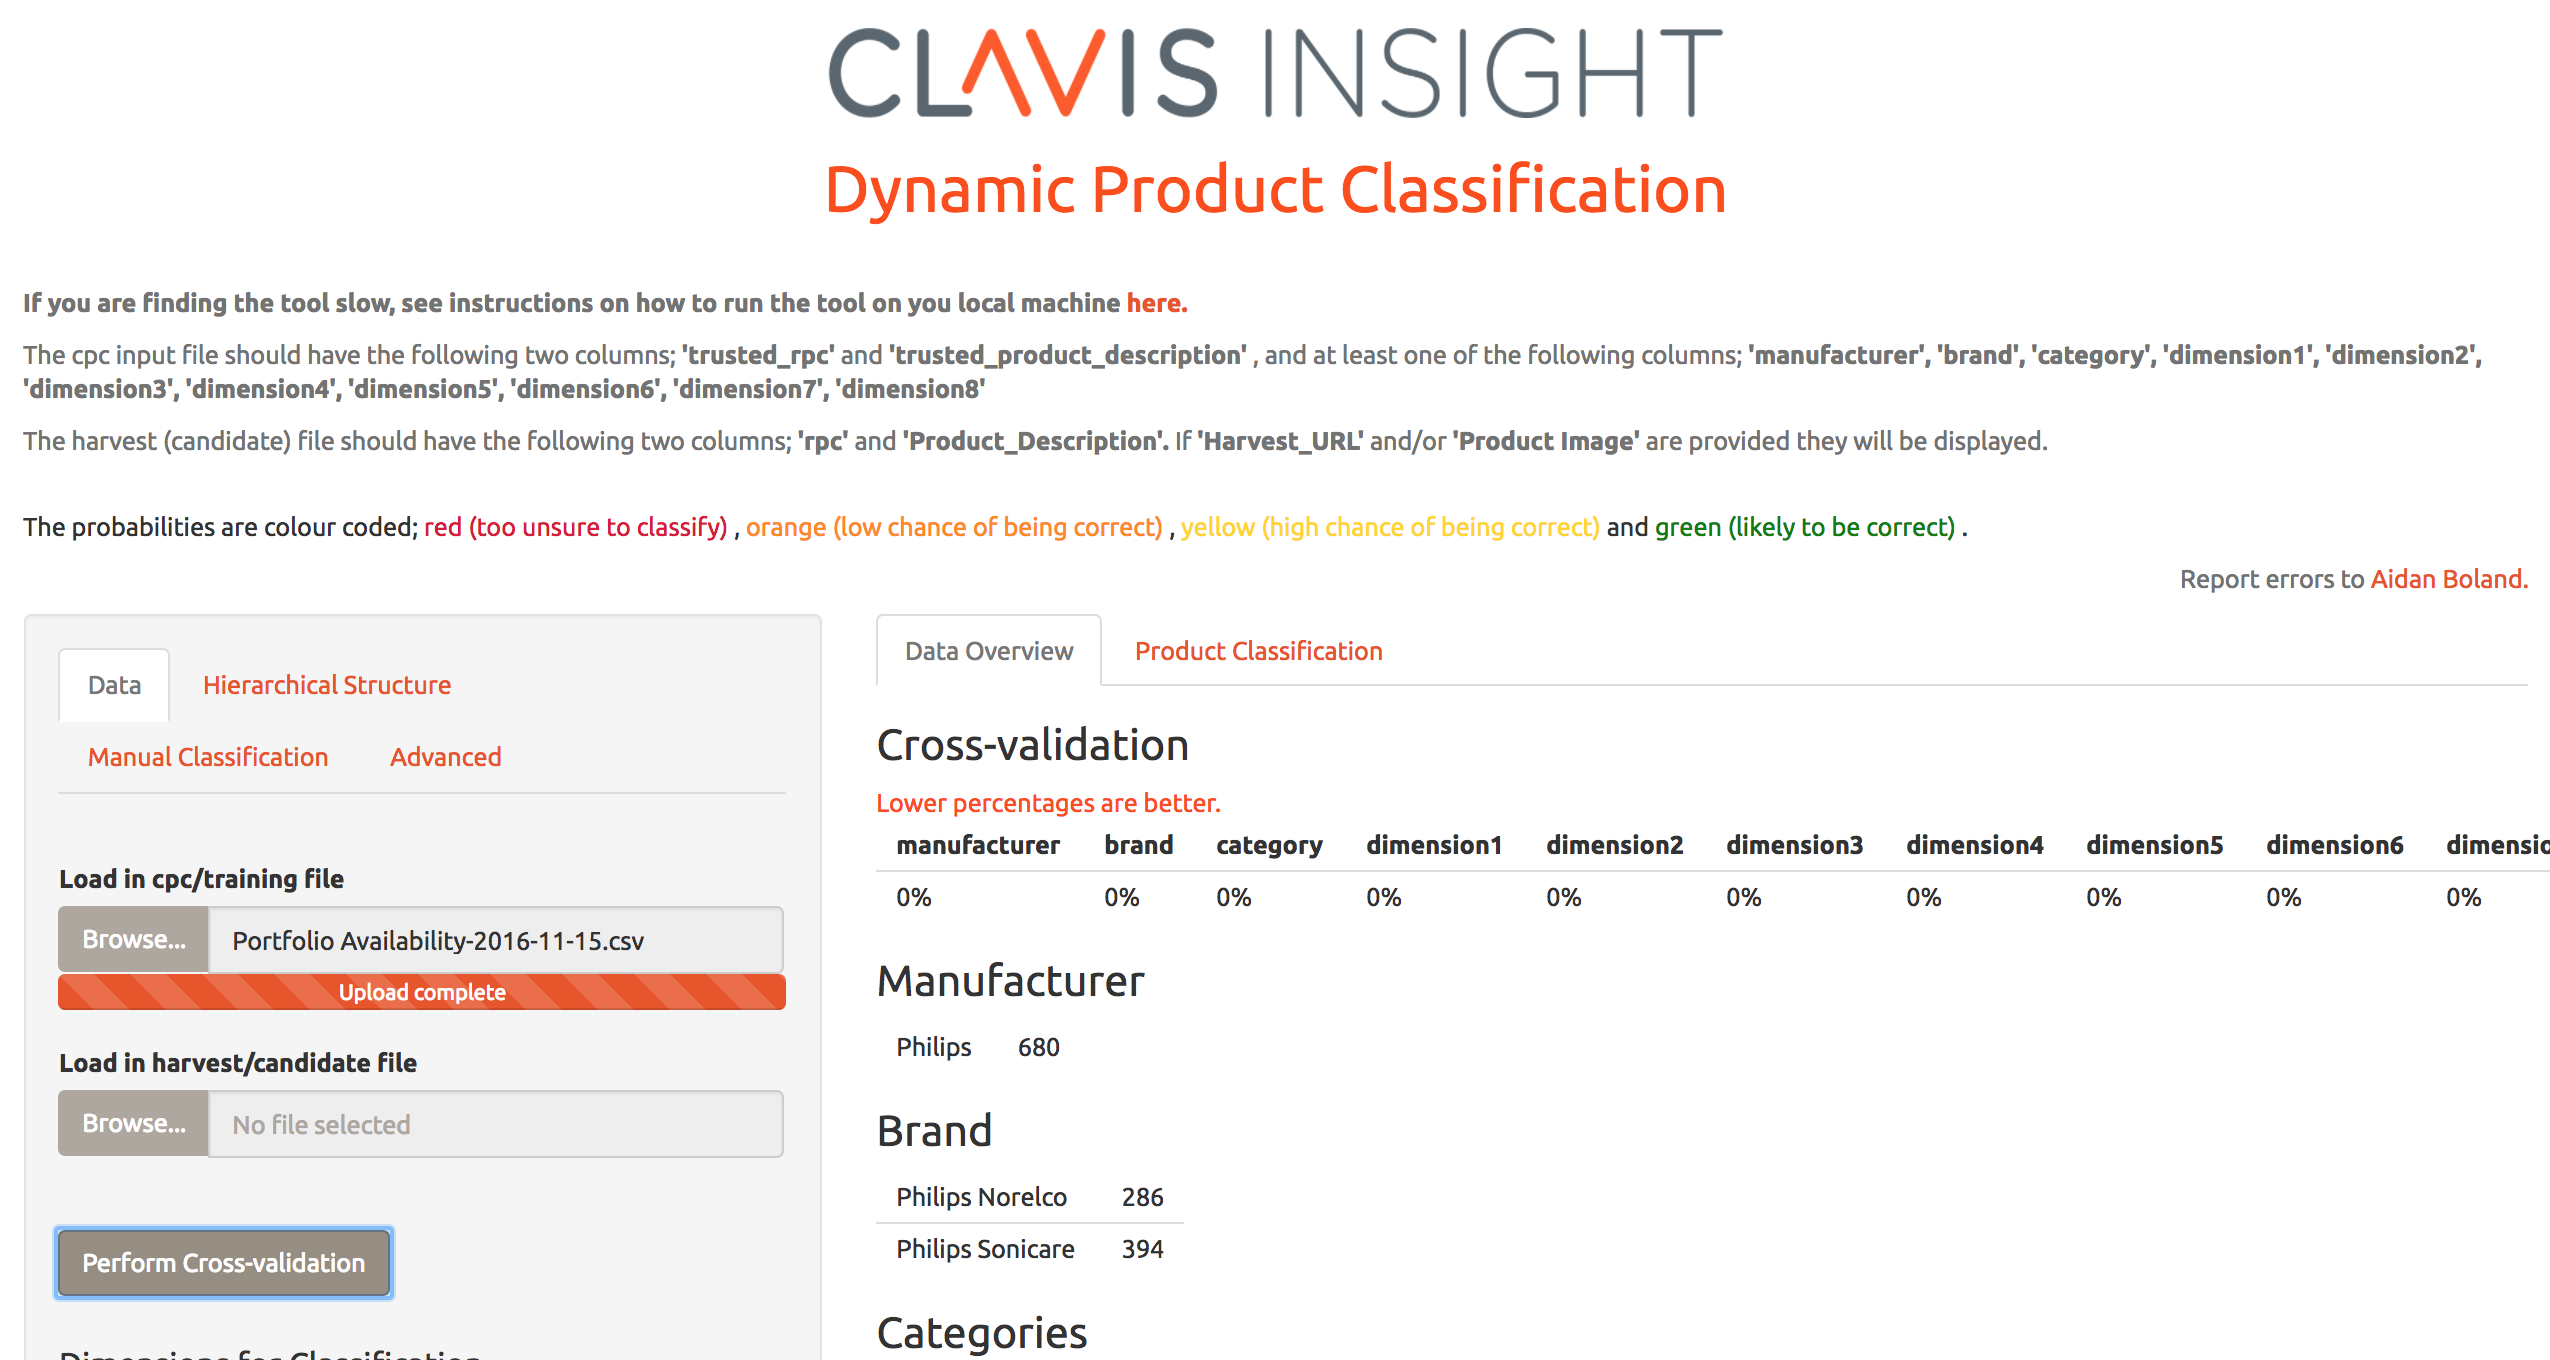 CLAVIS INSIGHT
Dynamic Product Classification
If you are finding the tool slow, see instructions on how to run the tool on you local machine here.
The cpc input file should have the following two columns; 'trusted_rpc' and 'trusted_product_description' , and at least one of the following columns; 'manufacturer', 'brand', 'category', 'dimension1', 'dimension2',
'dimension3', 'dimension4', 'dimension5', 'dimension6', 'dimension7', 'dimension8'
The harvest (candidate) file should have the following two columns; 'rpc' and 'Product_Description'. If 'Harvest_URL' and/or 'Product Image' are provided they will be displayed.
The probabilities are colour coded; red (too unsure to classify) , orange (low chance of being correct) , yellow (high chance of being correct) and green (likely to be correct) .
Report errors to Aidan Boland.
Data Hierarchical Structure
Manual Classification Advanced
Load in cpc/training file
Browse... Portfolio Availability-2016-11-15.csv
Upload complete
Load in harvest/candidate file
Browse... No file selected
Perform Cross-validation
Dimensions for Classification
Data Overview Product Classification
Cross-validation
Lower percentages are better.
manufacturer brand category dimension1 dimension2 dimension3 dimension4 dimension5 dimension6 dimensio
0% 0% 0% 0% 0% 0% 0% 0% 0% 0%
Manufacturer
Philips 680
Brand
Philips Norelco 286
Philips Sonicare 394
Categories